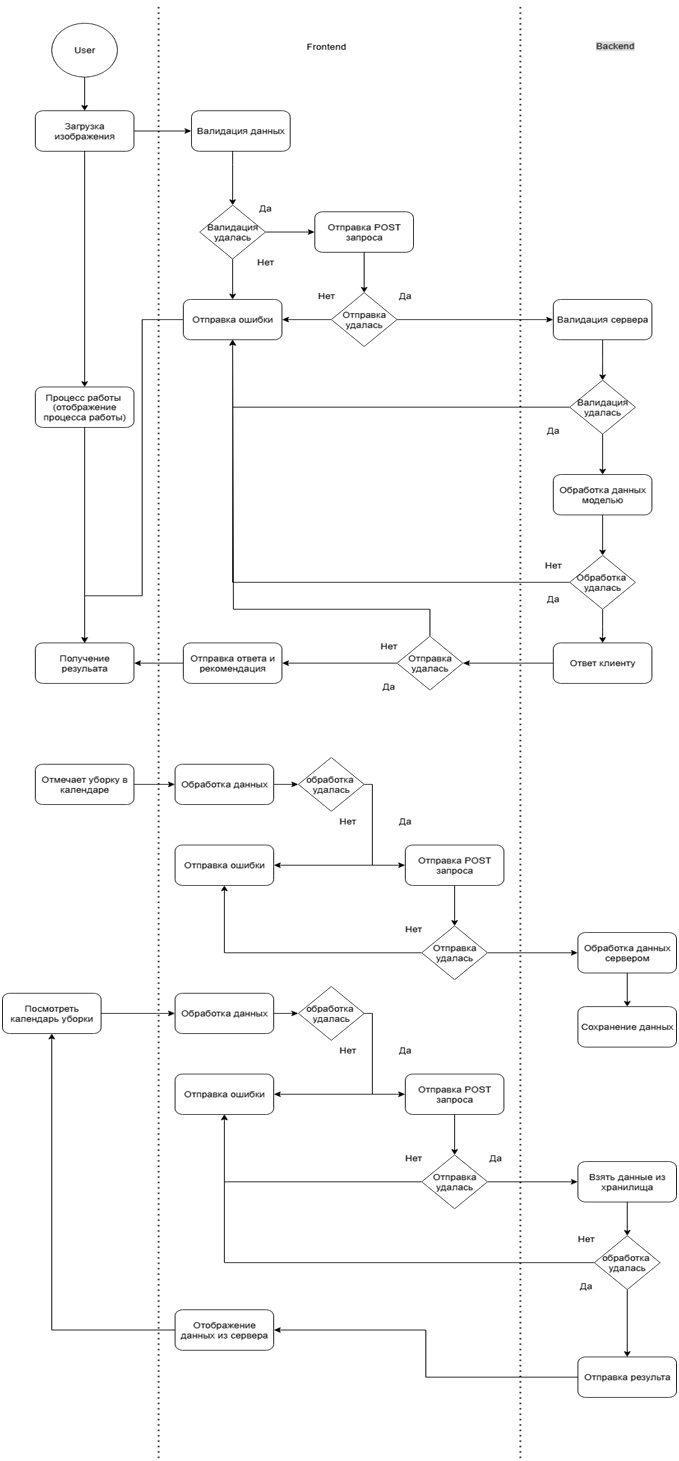 User
Frontend
Backend
Загрузка
изображения
Валидация данных
Да
Валидация
удалась
Отправка POST
запроса
Нет
Нет
Да
Отправка ошибки
Отправка
удалась
Валидация сервера
Процесс работы
(отображение
процесса работы)
Валидация
удалась
Да
Обработка данных
моделью
Нет
Обработка
удалась
Да
Нет
Получение
резульата
Отправка ответа и
рекомендация
Отправка
удалась
Ответ клиенту
Да
Отмечает уборку в
календаре
Обработка данных
обработка
удалась
Нет
Да
Отправка ошибки
Отправка POST
запроса
Нет
Отправка
удалась
Обработка данных
сервером
Посмотреть
календарь уборки
Обработка данных
обработка
удалась
Сохранение данных
Нет
Да
Отправка ошибки
Отправка POST
запроса
Нет
Да
Отправка
удалась
Взять данные из
хранилища
Нет
обработка
удалась
Да
Отображение
данных из сервера
Отправка результа